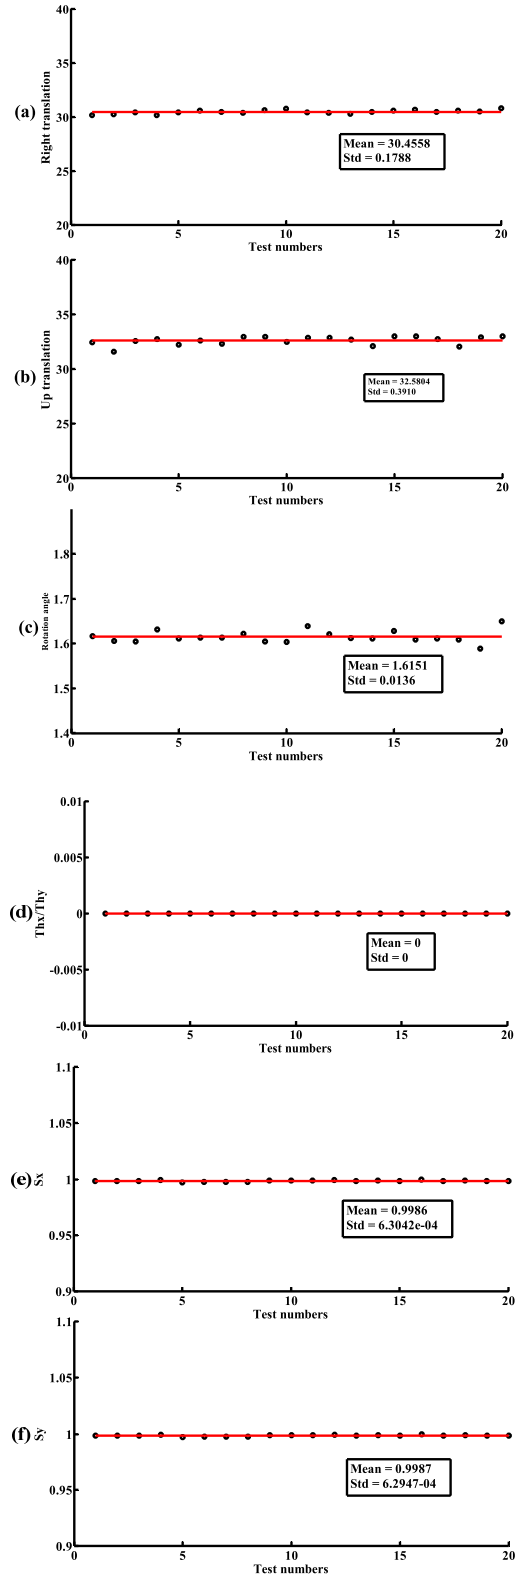 40
35
(a)
Right translation
30
Mean = 30.4558
Std = 0.1788
25
20
0 5 10 15 20
Test numbers
40
35
30
(b)
Up translation
Mean = 32.5804
Std = 0.3910
25
20
0 5 10 15 20
Test numbers
1.8
1.7
(c)
Rotation angle
1.6
Mean = 1.6151
Std = 0.0136
1.5
1.4
0 5 10 15 20
Test numbers
0.01
0.005
(d)
Thx/Thy
0
Mean = 0
Std = 0
-0.005
-0.01
0 5 10 15 20
Test numbers
1.1
1.05
(e)
Sx
1
Mean = 0.9986
Std = 6.3042e-04
0.95
0.9
0 5 10 15 20
Test numbers
1.1
1.05
(f)
Sy
1
Mean = 0.9987
Std = 6.2947-04
0.95
0.9
0 5 10 15 20
Test numbers